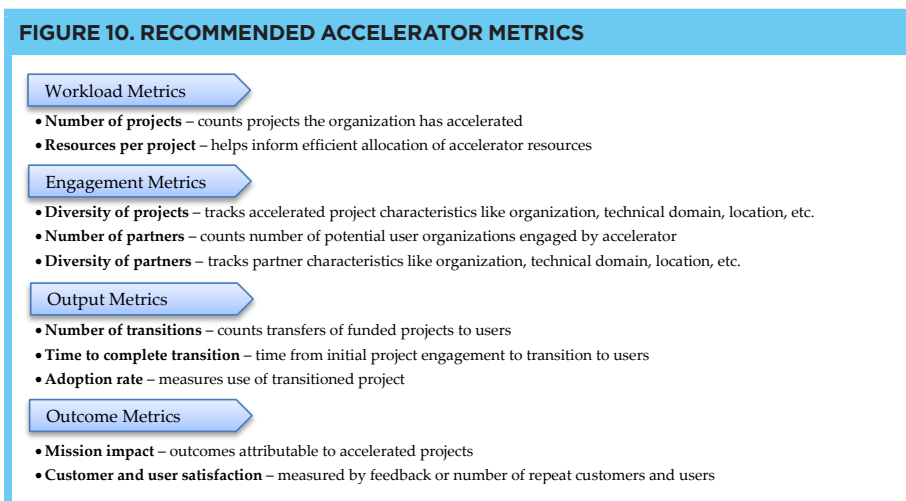 FIGURE 10. RECOMMENDED ACCELERATOR METRICS
Workload Metrics
• Number of projects – counts projects the organization has accelerated
• Resources per project – helps inform efficient allocation of accelerator resources
Engagement Metrics
• Diversity of projects – tracks accelerated project characteristics like organization, technical domain, location, etc.
• Number of partners – counts number of potential user organizations engaged by accelerator
• Diversity of partners – tracks partner characteristics like organization, technical domain, location, etc.
Output Metrics
• Number of transitions – counts transfers of funded projects to users
• Time to complete transition – time from initial project engagement to transition to users
• Adoption rate – measures use of transitioned project
Outcome Metrics
• Mission impact – outcomes attributable to accelerated projects
• Customer and user satisfaction – measured by feedback or number of repeat customers and users